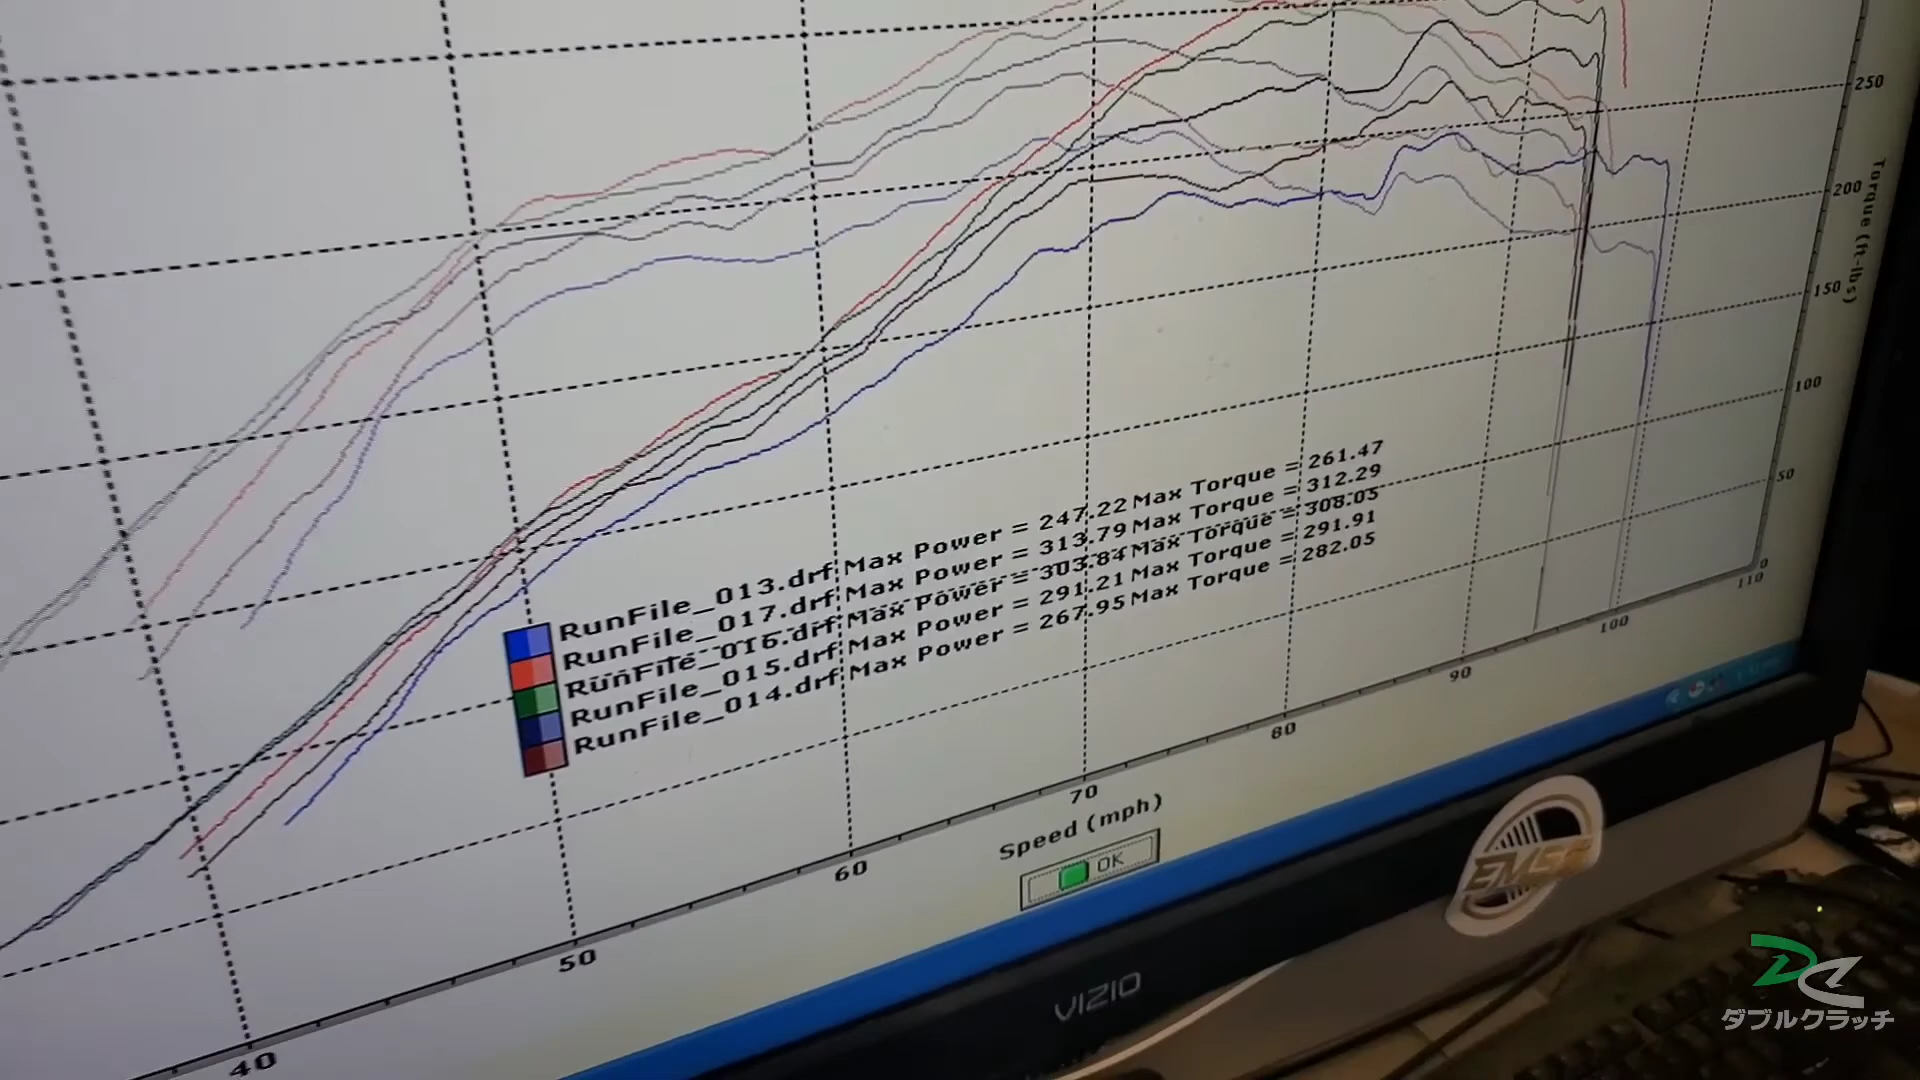 250
200
150
100
50
0
Torque (ft-lbs)
RunFile_013.drf Max Power = 247.22 Max Torque = 261.47
RunFile_017.drf Max Power = 313.79 Max Torque = 312.29
RunFile_016.drf Max Power = 303.84 Max Torque = 308.05
RunFile_015.drf Max Power = 291.21 Max Torque = 291.91
RunFile_014.drf Max Power = 267.95 Max Torque = 282.05
40 50 60 70 80 90 100 110
Speed (mph)
OK
VIZIO
DC
ダブルクラッチ